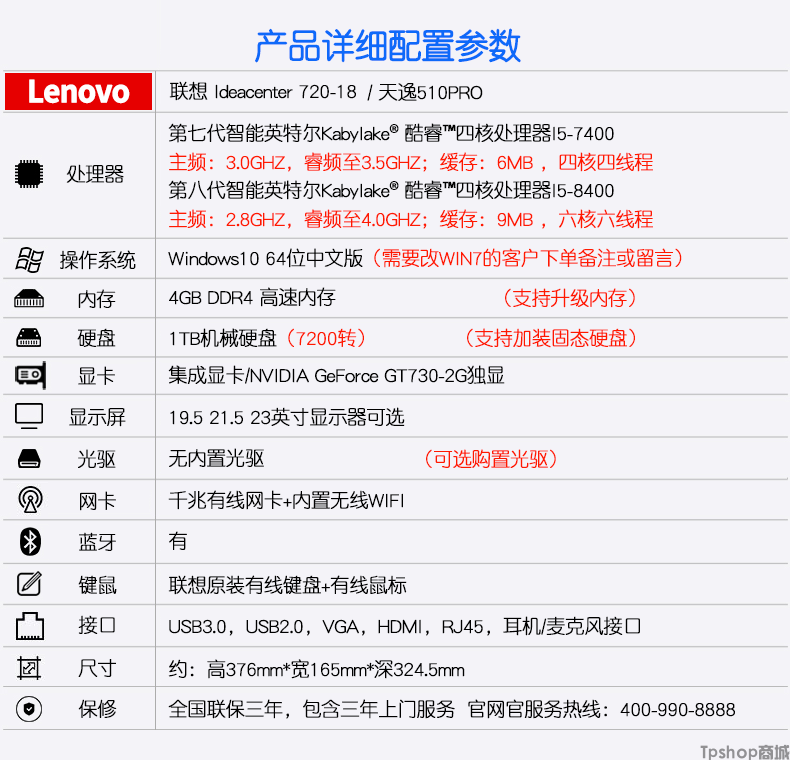 产品详细配置参数
Lenovo 联想 Ideacenter 720-18 / 天逸510PRO
处理器
第七代智能英特尔Kabylake® 酷睿™四核处理器I5-7400
主频：3.0GHZ，睿频至3.5GHZ；缓存：6MB ，四核四线程
第八代智能英特尔Kabylake® 酷睿™四核处理器I5-8400
主频：2.8GHZ，睿频至4.0GHZ；缓存：9MB ，六核六线程
操作系统 Windows10 64位中文版（需要改WIN7的客户下单备注或留言）
内存 4GB DDR4 高速内存 （支持升级内存）
硬盘 1TB机械硬盘（7200转） （支持加装固态硬盘）
显卡 集成显卡/NVIDIA GeForce GT730-2G独显
显示屏 19.5 21.5 23英寸显示器可选
光驱 无内置光驱 （可选购置光驱）
网卡 千兆有线网卡+内置无线WIFI
蓝牙 有
键鼠 联想原装有线键盘+有线鼠标
接口 USB3.0，USB2.0，VGA，HDMI，RJ45，耳机/麦克风接口
尺寸 约：高376mm*宽165mm*深324.5mm
保修 全国联保三年，包含三年上门服务 官网官服务热线：400-990-8888
Tpshop商城